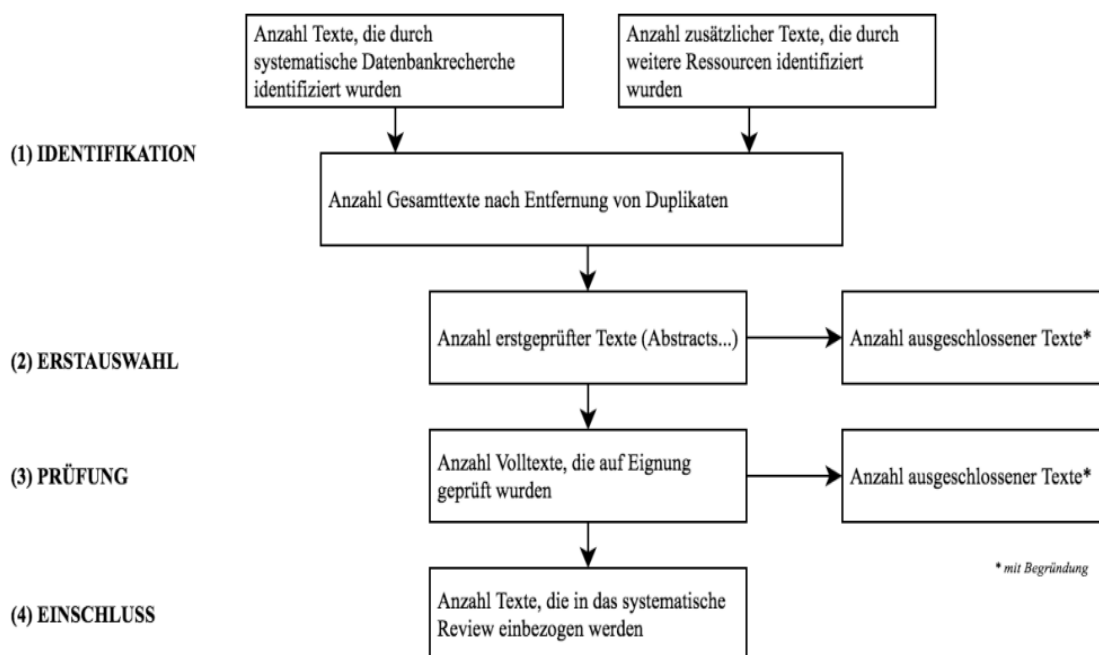 Anzahl Texte, die durch
systematische Datenbankrecherche
identifiziert wurden
Anzahl zusätzlicher Texte, die durch
weitere Ressourcen identifiziert
wurden
(1) IDENTIFIKATION
Anzahl Gesamttexte nach Entfernung von Duplikaten
(2) ERSTAUSWAHL
Anzahl erstgeprüfter Texte (Abstracts...)
Anzahl ausgeschlossener Texte*
(3) PRÜFUNG
Anzahl Volltexte, die auf Eignung
geprüft wurden
Anzahl ausgeschlossener Texte*
* mit Begründung
(4) EINSCHLUSS
Anzahl Texte, die in das systematische
Review einbezogen werden